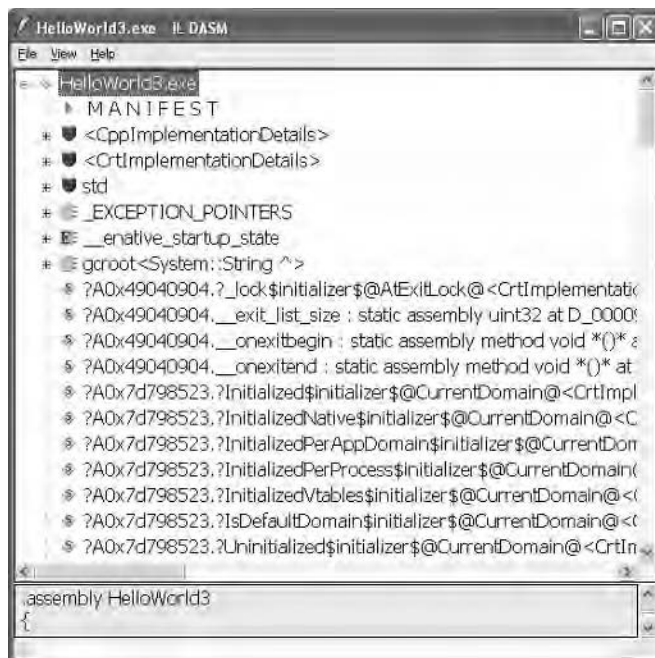 HelloWorld3.exe IL DASM
File View Help
HelloWorld3.exe
MANIFEST
<CppImplementationDetails>
<CrtImplementationDetails>
std
_EXCEPTION_POINTERS
__enative_startup_state
gcroot<System::String ^>
?A0x49040904.?_lock$initializer$@AtExitLock@<CrtImplementatic
?A0x49040904.__exit_list_size : static assembly uint32 at D_00009
?A0x49040904.__onexitbegin : static assembly method void *()* a
?A0x49040904.__onexitend : static assembly method void *()* at
?A0x7d798523.?Initialized$initializer$@CurrentDomain@<CrtImpl
?A0x7d798523.?InitializedNative$initializer$@CurrentDomain@<C
?A0x7d798523.?InitializedPerAppDomain$initializer$@CurrentDom
?A0x7d798523.?InitializedPerProcess$initializer$@CurrentDomain(
?A0x7d798523.?InitializedVtables$initializer$@CurrentDomain@<(
?A0x7d798523.?IsDefaultDomain$initializer$@CurrentDomain@<(
?A0x7d798523.?Uninitialized$initializer$@CurrentDomain@<CrtIm
.assembly HelloWorld3
{